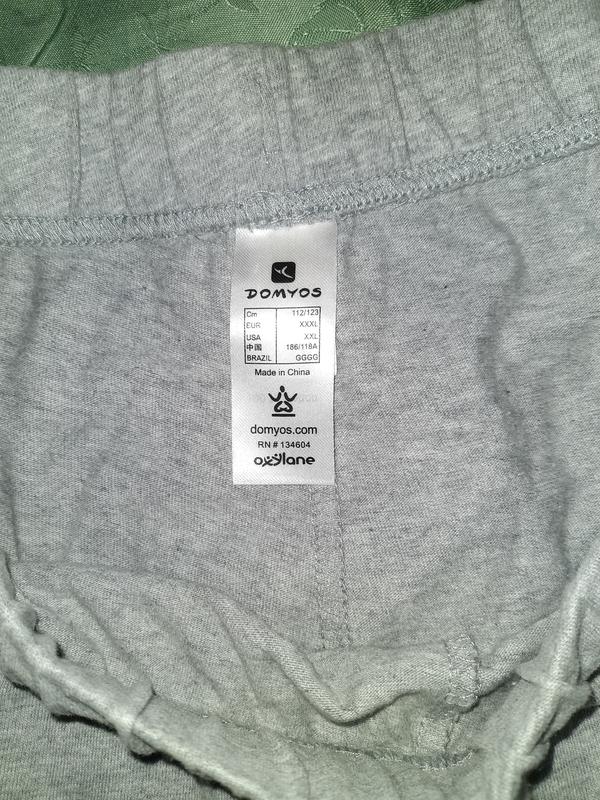 DOMYOS
Cm 112/123
EUR XXXL
USA XXL
中国 186/118A
BRAZIL GGGG
Made in China
domyos.com
RN # 134604
oxylane